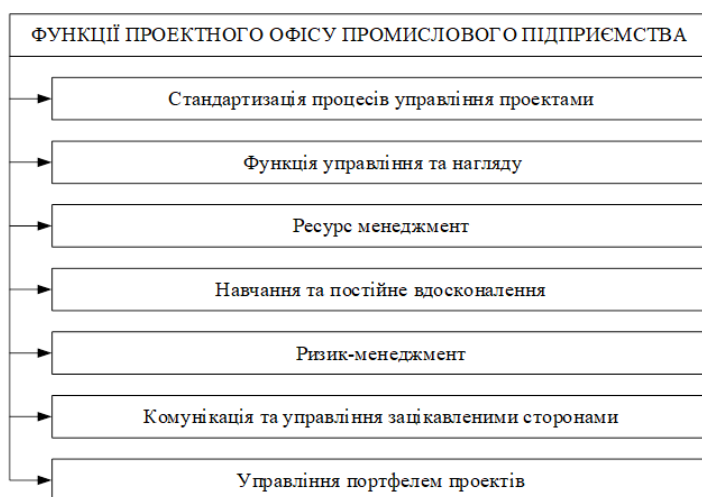 ФУНКЦІЇ ПРОЕКТНОГО ОФІСУ ПРОМИСЛОВОГО ПІДПРИЄМСТВА
Стандартизація процесів управління проектами
Функція управління та нагляду
Ресурс менеджмент
Навчання та постійне вдосконалення
Ризик-менеджмент
Комунікація та управління зацікавленими сторонами
Управління портфелем проектів